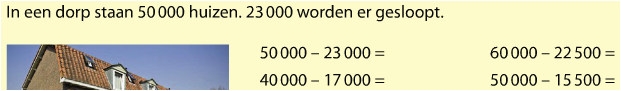 In een dorp staan 50 000 huizen. 23 000 worden er gesloopt.
50 000 – 23 000 = 60 000 – 22 500 =
40 000 – 17 000 = 50 000 – 15 500 =